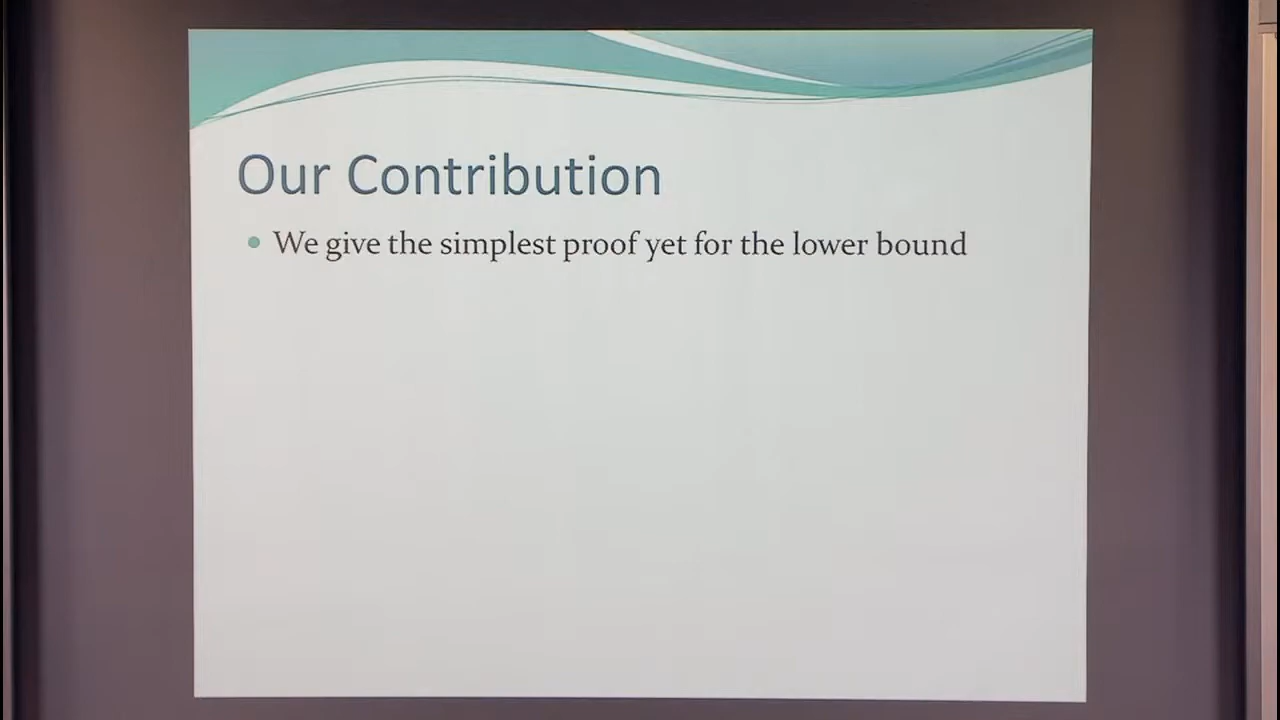 Our Contribution
• We give the simplest proof yet for the lower bound